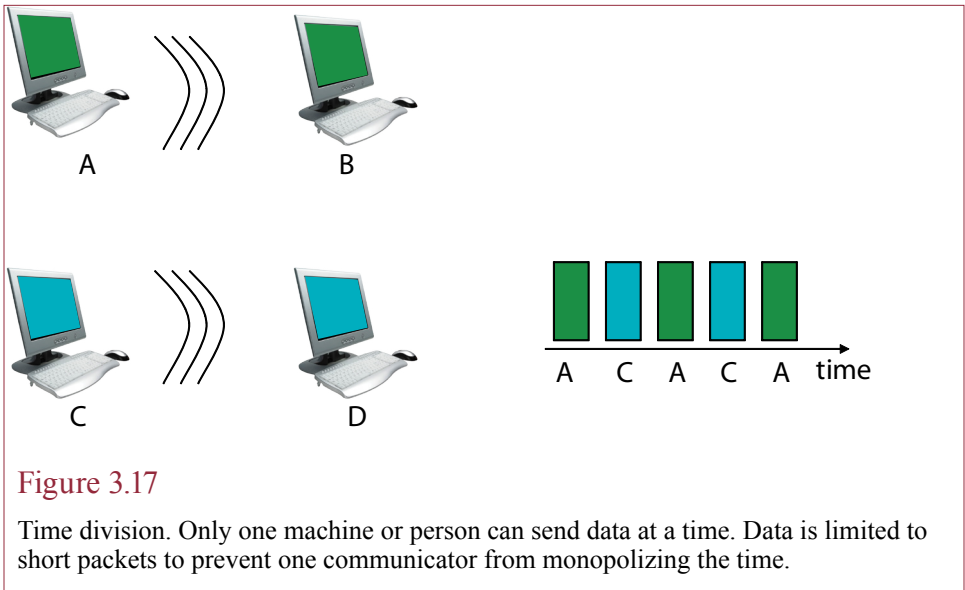 A
B
C
D
A C A C A time
Figure 3.17
Time division. Only one machine or person can send data at a time. Data is limited to
short packets to prevent one communicator from monopolizing the time.